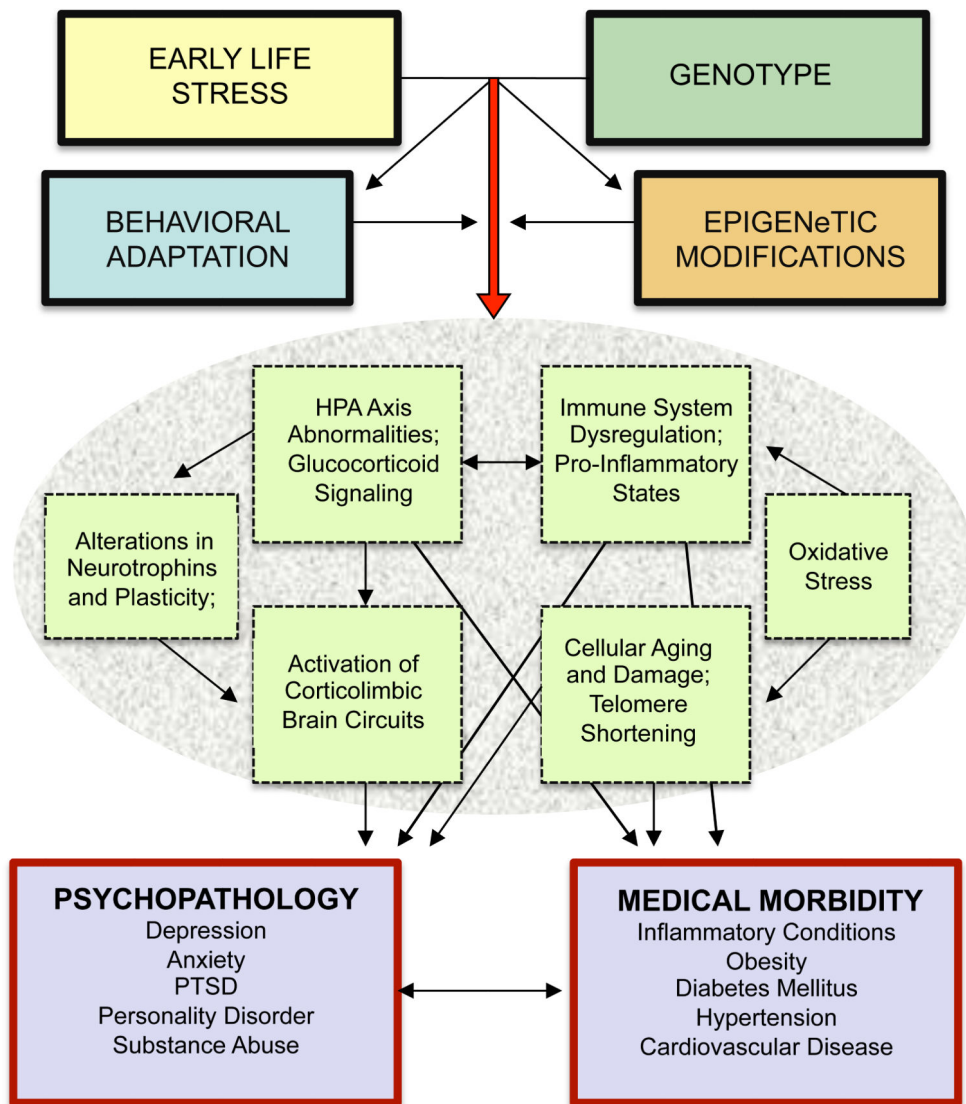 EARLY LIFE
STRESS
GENOTYPE
BEHAVIORAL
ADAPTATION
EPIGENeTIC
MODIFICATIONS
HPA Axis
Abnormalities;
Glucocorticoid
Signaling
Immune System
Dysregulation;
Pro-Inflammatory
States
Alterations in
Neurotrophins
and Plasticity;
Oxidative
Stress
Activation of
Corticolimbic
Brain Circuits
Cellular Aging
and Damage;
Telomere
Shortening
PSYCHOPATHOLOGY
Depression
Anxiety
PTSD
Personality Disorder
Substance Abuse
MEDICAL MORBIDITY
Inflammatory Conditions
Obesity
Diabetes Mellitus
Hypertension
Cardiovascular Disease